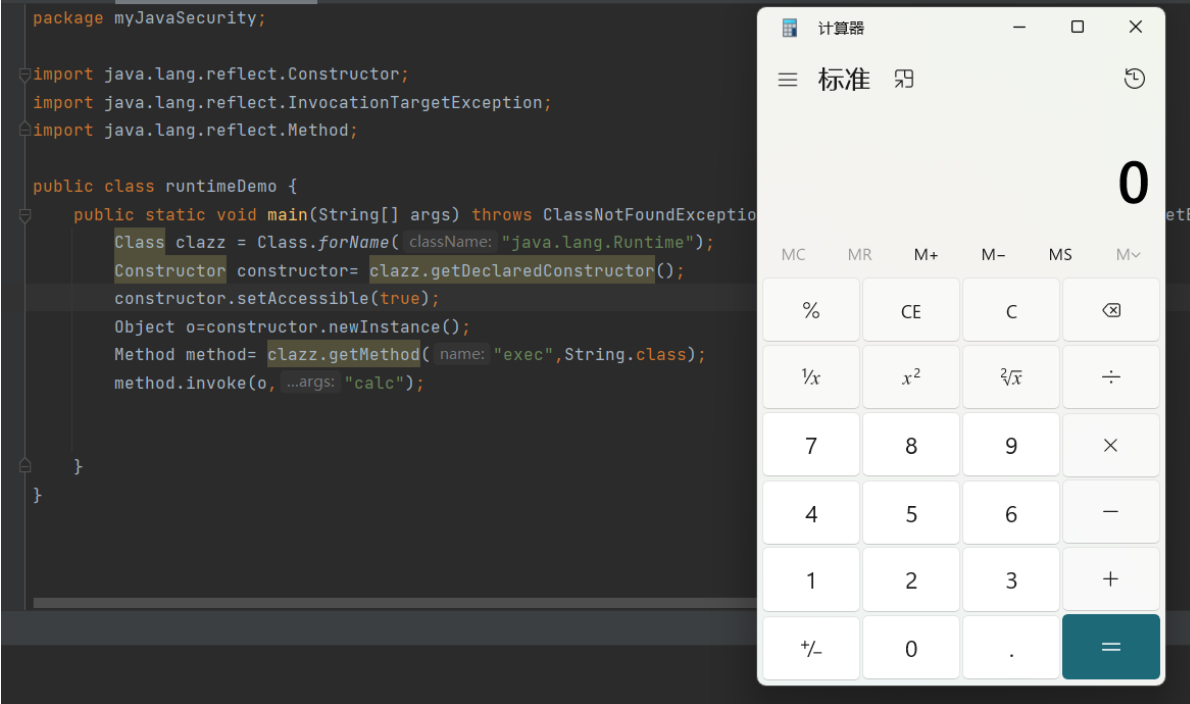 package myJavaSecurity;
import java.lang.reflect.Constructor;
import java.lang.reflect.InvocationTargetException;
import java.lang.reflect.Method;
public class runtimeDemo {
public static void main(String[] args) throws ClassNotFoundExceptio
Class clazz = Class.forName( className: "java.lang.Runtime");
Constructor constructor= clazz.getDeclaredConstructor();
constructor.setAccessible(true);
Object o=constructor.newInstance();
Method method= clazz.getMethod( name: "exec",String.class);
method.invoke(o, ...args: "calc");
}
}
计算器
标准
0
MC MR M+ M− MS M˅
% CE C
⅟x x² ²√x ÷
7 8 9 ×
4 5 6 −
1 2 3 +
+/− 0 . =